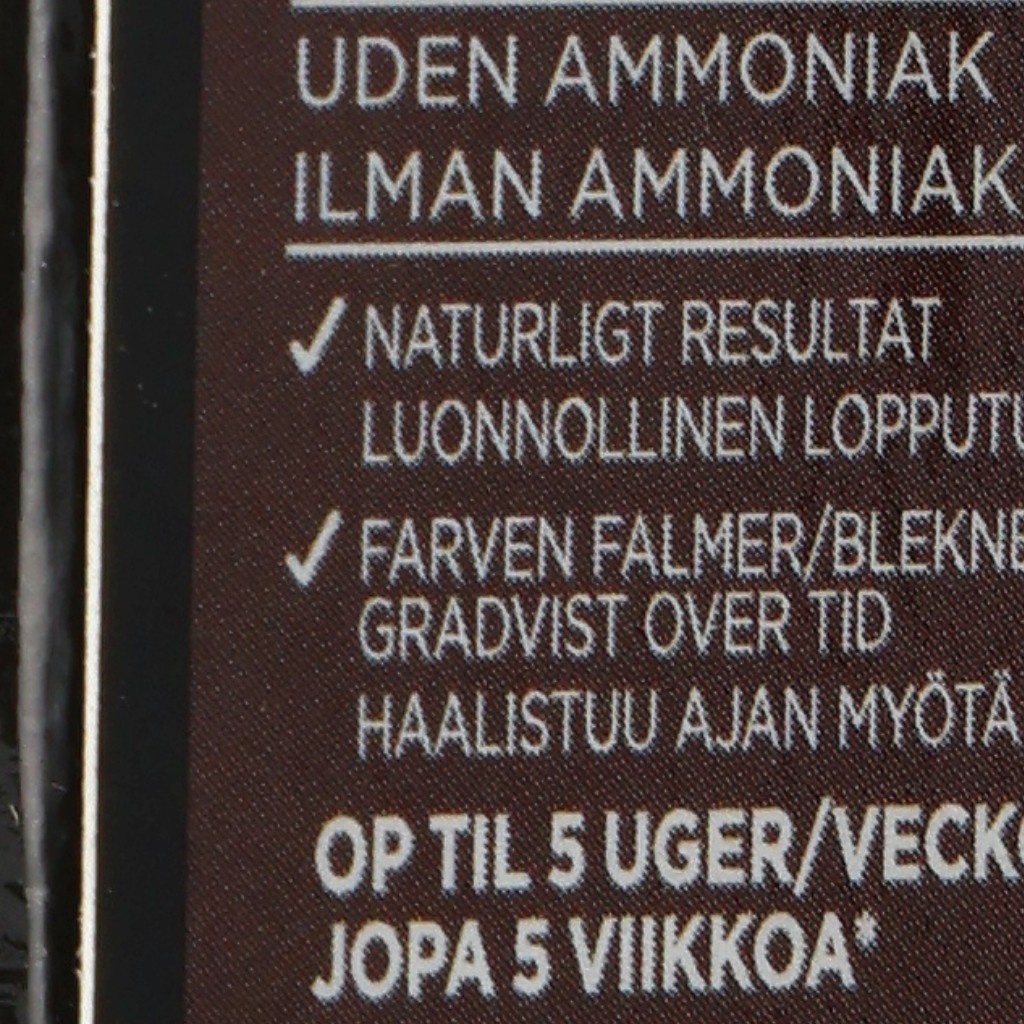 UDEN AMMONIAK
ILMAN AMMONIAK
NATURLIGT RESULTAT
LUONNOLLINEN LOPPUTU
FARVEN FALMER/BLEKNE
GRADVIST OVER TID
HAALISTUU AJAN MYÖTÄ
OP TIL 5 UGER/VECKO
JOPA 5 VIIKKOA*